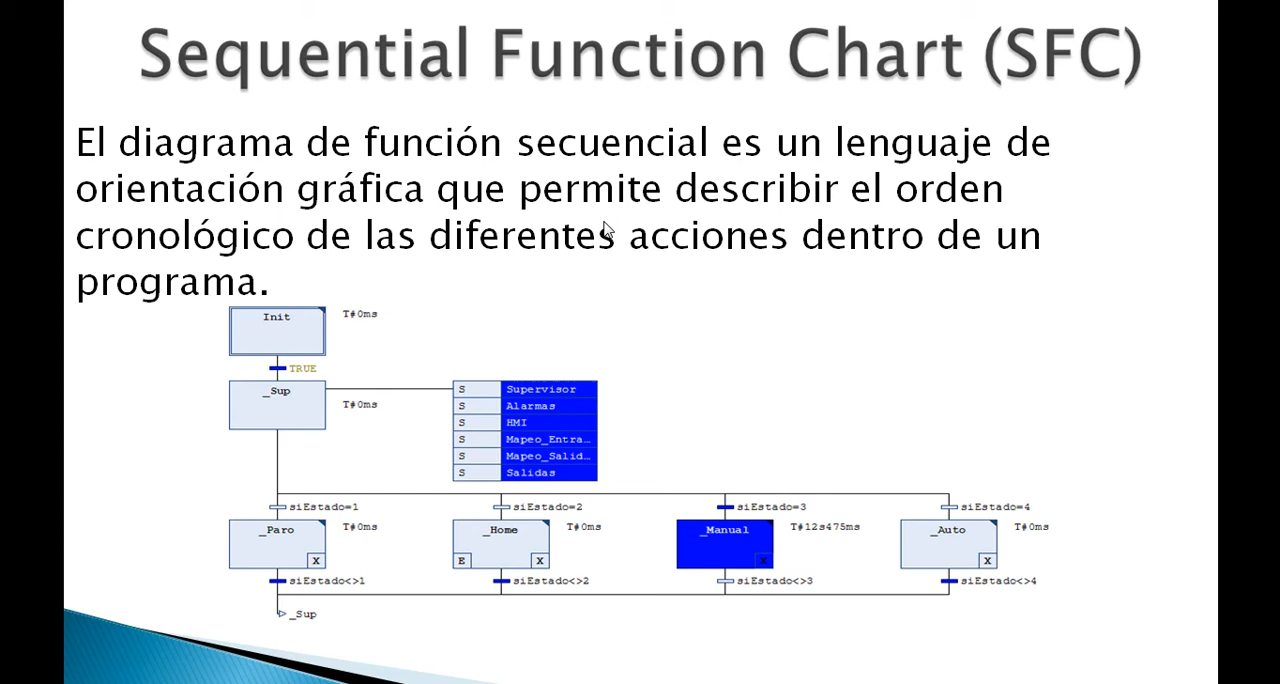 Sequential Function Chart (SFC)
El diagrama de función secuencial es un lenguaje de
orientación gráfica que permite describir el orden
cronológico de las diferentes acciones dentro de un
programa.
Init T#0ms
TRUE
_Sup T#0ms
S Supervisor
S Alarmas
S HMI
S Mapeo_Entra...
S Mapeo_Salid...
S Salidas
siEstado=1 siEstado=2 siEstado=3 siEstado=4
_Paro T#0ms _Home T#0ms _Manual T#12s475ms _Auto T#0ms
X E X X X
siEstado<>1 siEstado<>2 siEstado<>3 siEstado<>4
_Sup